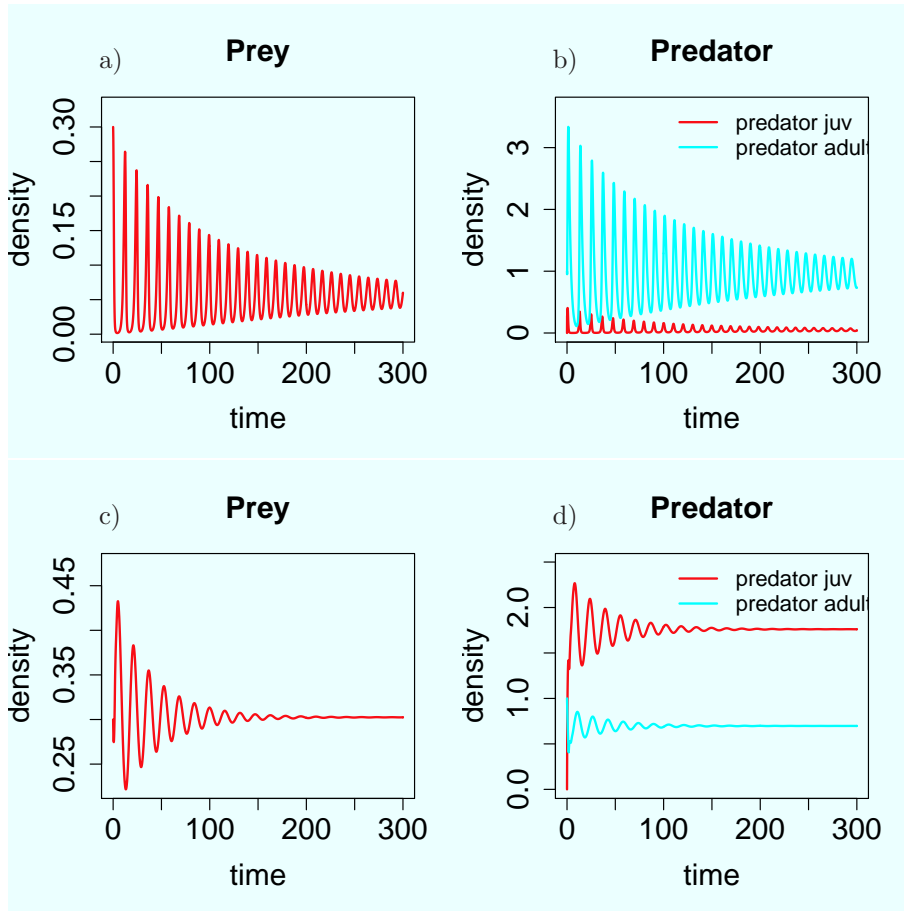 a)
Prey
density
0.00
0.15
0.30
0
100
200
300
time
b)
Predator
density
0
1
2
3
predator juv
predator adult
0
100
200
300
time
c)
Prey
density
0.25
0.35
0.45
0
100
200
300
time
d)
Predator
density
0.0
1.0
2.0
predator juv
predator adult
0
100
200
300
time